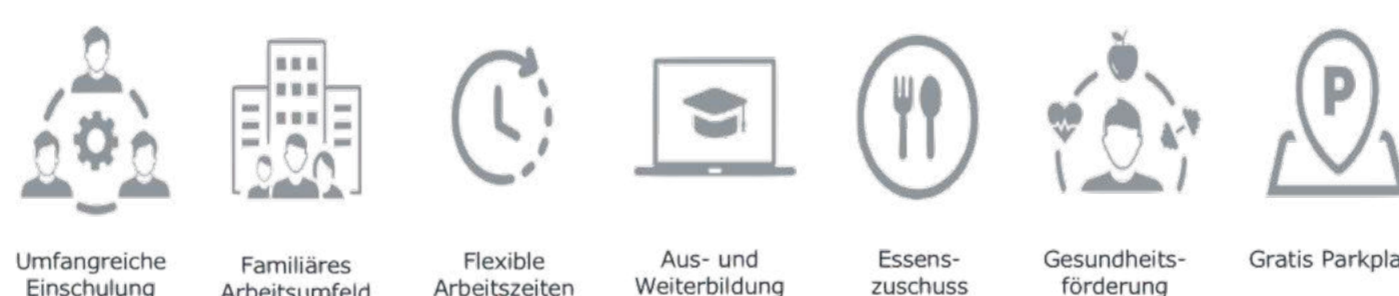 P
Umfangreiche
Einschulung
Familiäres
Arbeitsumfeld
Flexible
Arbeitszeiten
Aus- und
Weiterbildung
Essens-
zuschuss
Gesundheits-
förderung
Gratis Parkpla